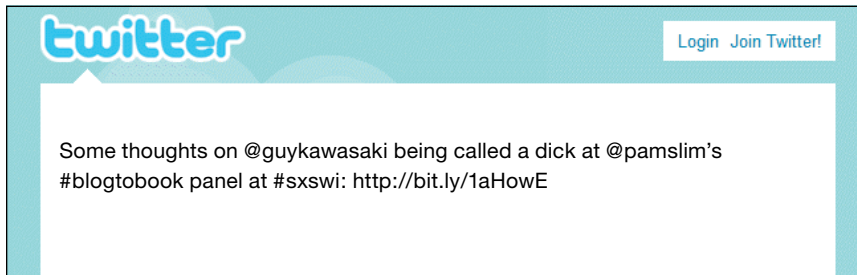 twitter
Login Join Twitter!
Some thoughts on @guykawasaki being called a dick at @pamslim’s
#blogtobook panel at #sxswi: http://bit.ly/1aHowE